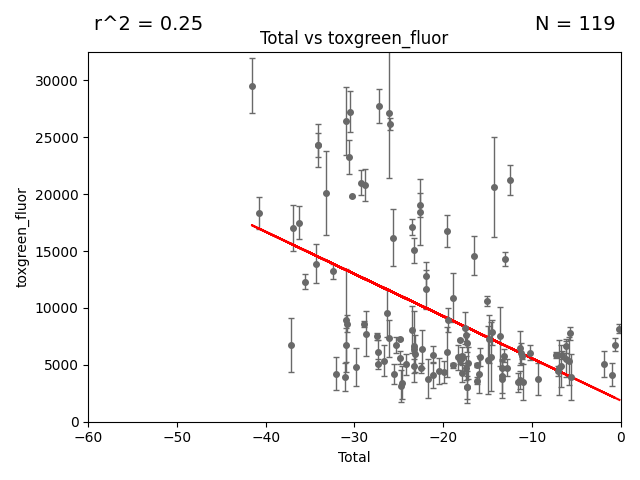 r^2 = 0.25
N = 119
Total vs toxgreen_fluor
30000
25000
20000
15000
10000
5000
0
toxgreen_fluor
−60
−50
−40
−30
−20
−10
0
Total